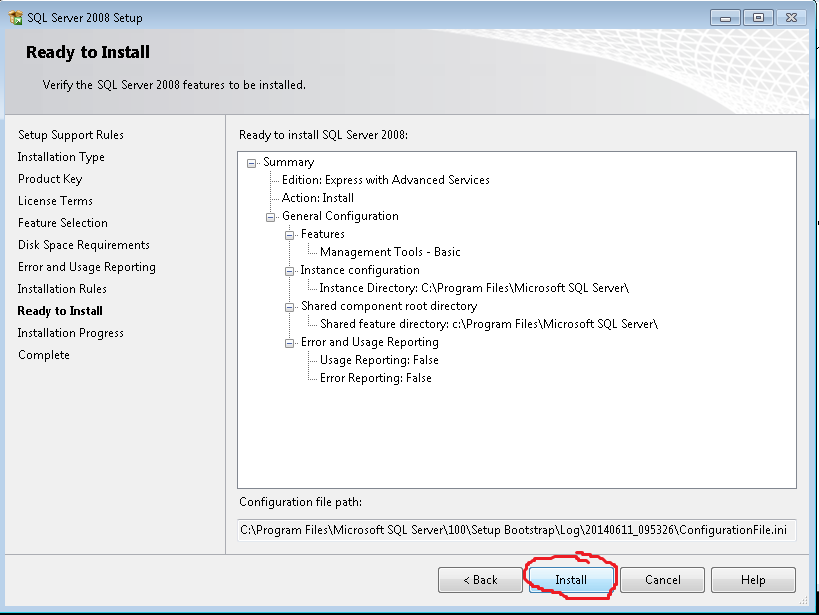 SQL Server 2008 Setup
Ready to Install
Verify the SQL Server 2008 features to be installed.
Setup Support Rules
Installation Type
Product Key
License Terms
Feature Selection
Disk Space Requirements
Error and Usage Reporting
Installation Rules
Ready to Install
Installation Progress
Complete
Ready to install SQL Server 2008:
Summary
Edition: Express with Advanced Services
Action: Install
General Configuration
Features
Management Tools - Basic
Instance configuration
Instance Directory: C:\Program Files\Microsoft SQL Server\
Shared component root directory
Shared feature directory: c:\Program Files\Microsoft SQL Server\
Error and Usage Reporting
Usage Reporting: False
Error Reporting: False
Configuration file path:
C:\Program Files\Microsoft SQL Server\100\Setup Bootstrap\Log\20140611_095326\ConfigurationFile.ini
< Back Install Cancel Help